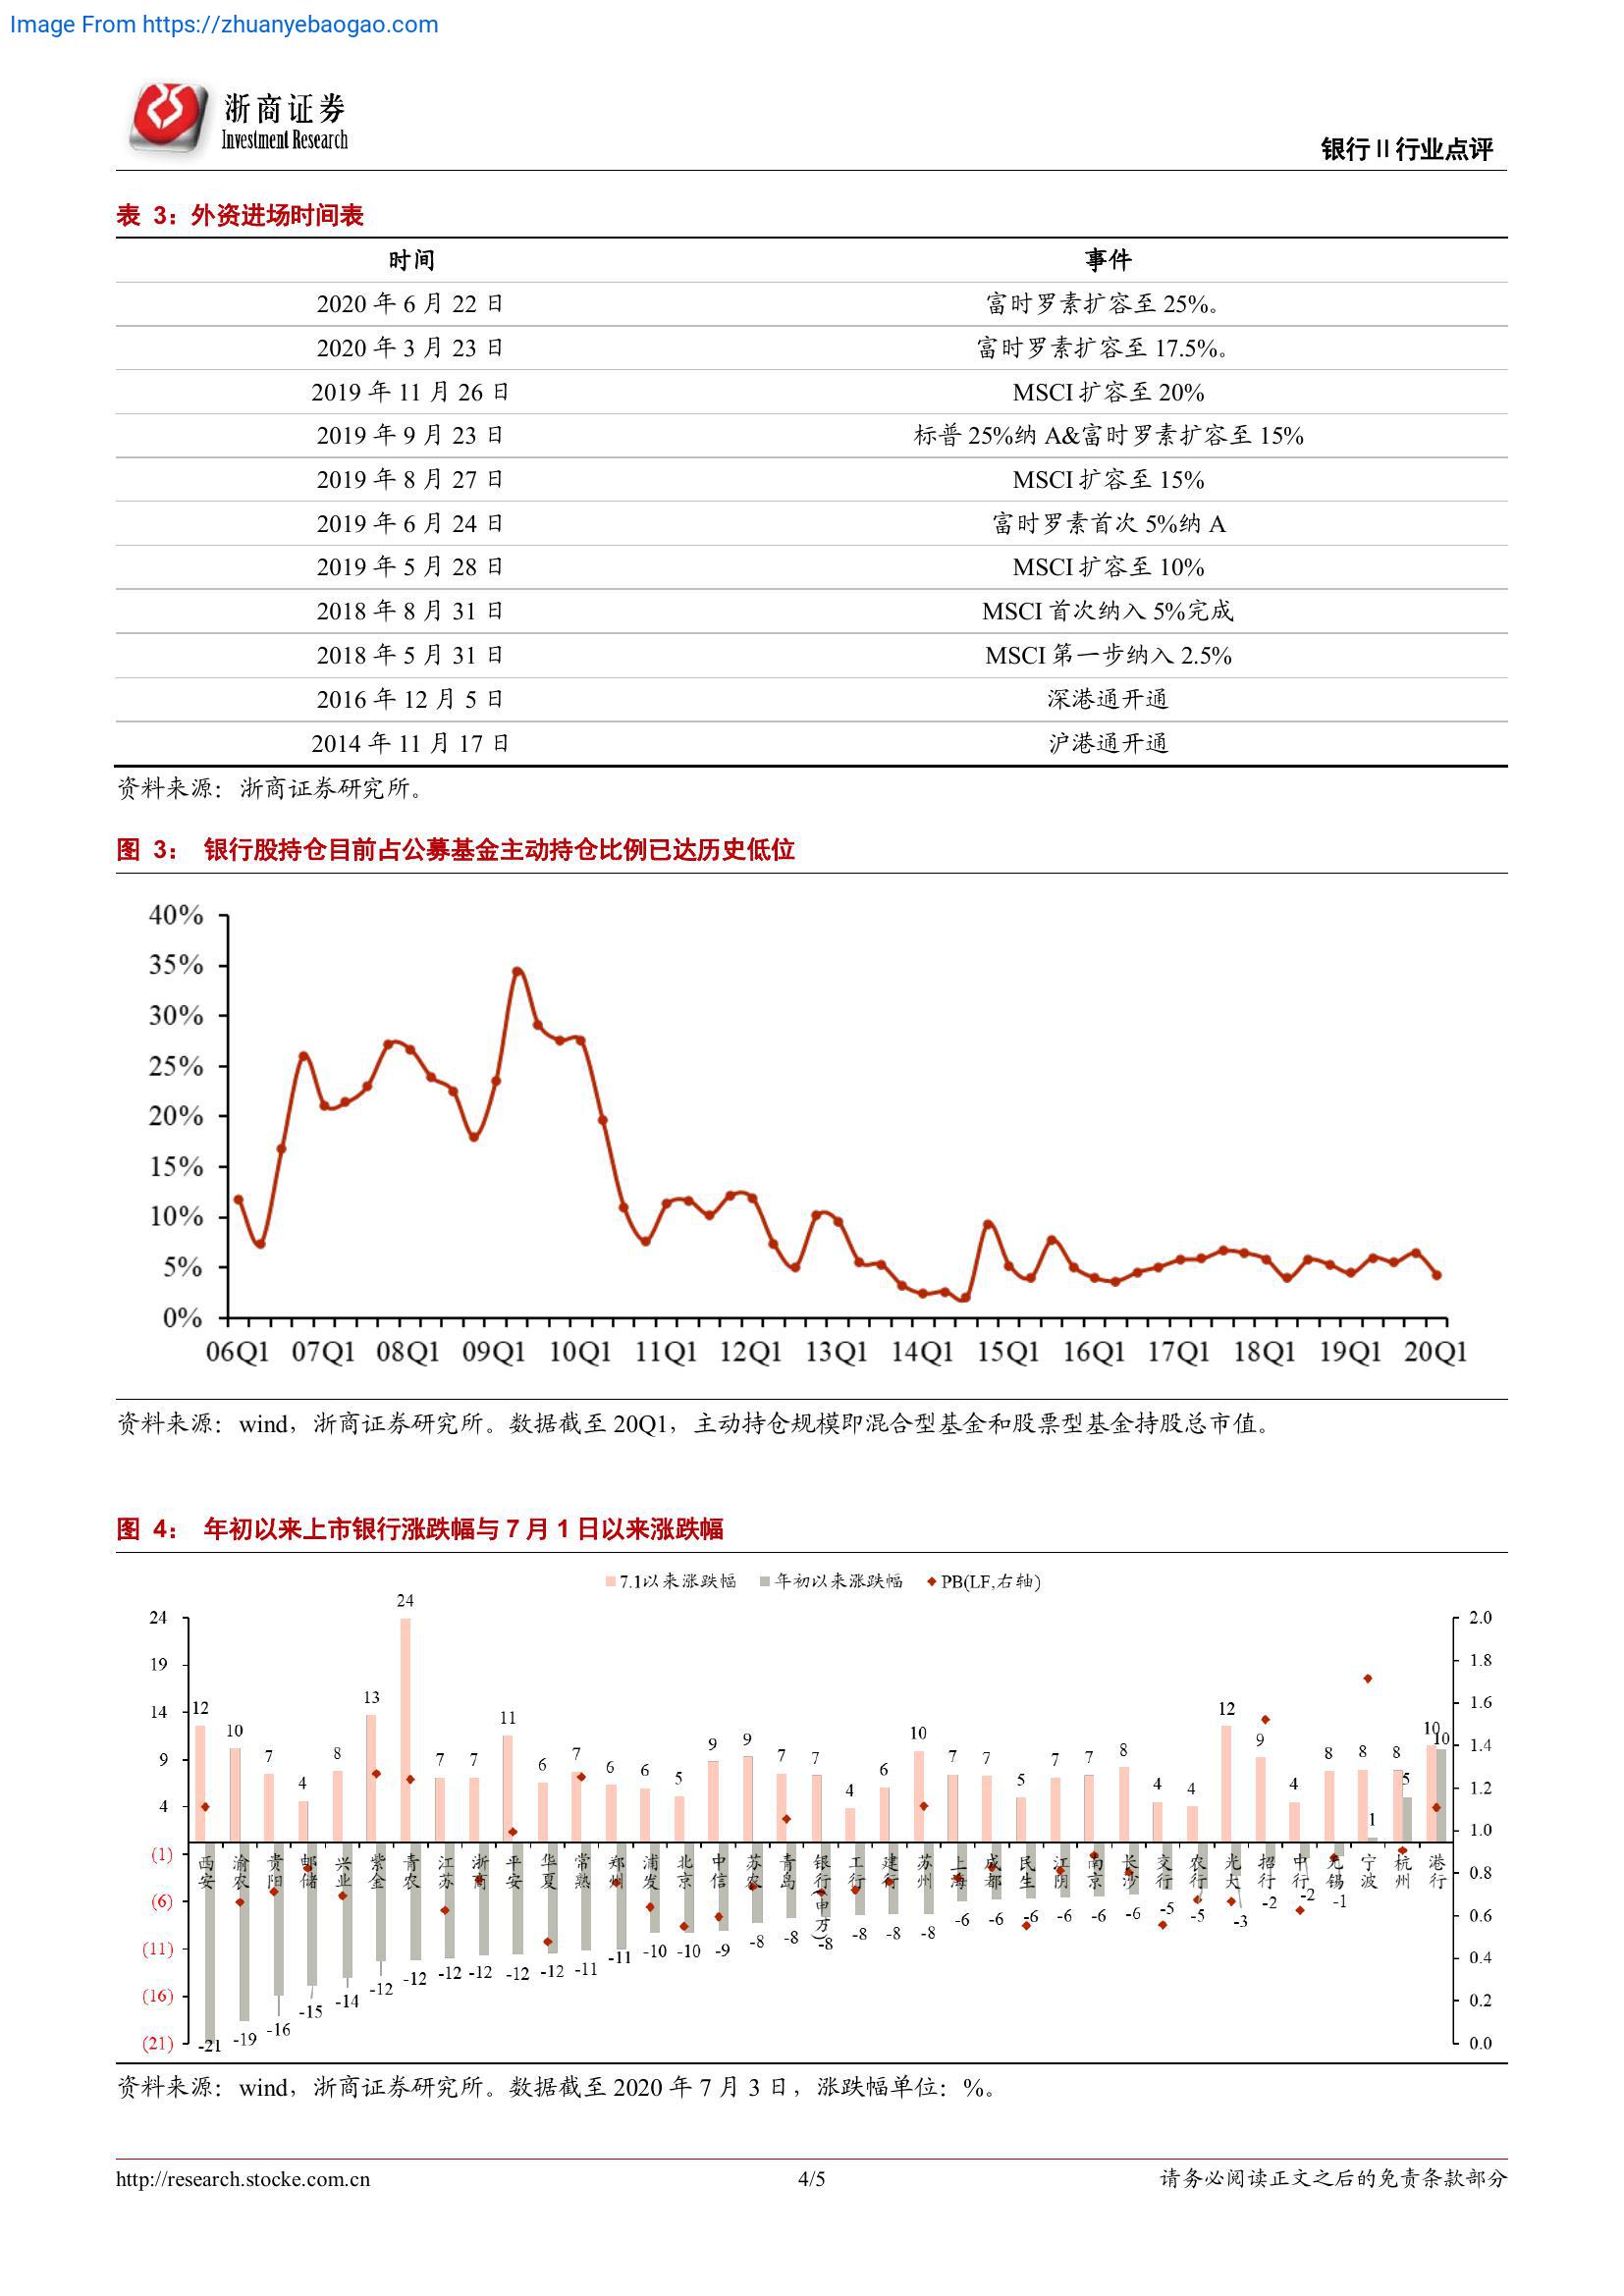 Image From https://zhuanyebaogao.com
浙商证券
Investment Research
银行Ⅱ行业点评
表 3：外资进场时间表
时间 事件
2020 年 6 月 22 日 富时罗素扩容至 25%。
2020 年 3 月 23 日 富时罗素扩容至 17.5%。
2019 年 11 月 26 日 MSCI 扩容至 20%
2019 年 9 月 23 日 标普 25%纳 A&富时罗素扩容至 15%
2019 年 8 月 27 日 MSCI 扩容至 15%
2019 年 6 月 24 日 富时罗素首次 5%纳 A
2019 年 5 月 28 日 MSCI 扩容至 10%
2018 年 8 月 31 日 MSCI 首次纳入 5%完成
2018 年 5 月 31 日 MSCI 第一步纳入 2.5%
2016 年 12 月 5 日 深港通开通
2014 年 11 月 17 日 沪港通开通
资料来源：浙商证券研究所。
图 3： 银行股持仓目前占公募基金主动持仓比例已达历史低位
40%
35%
30%
25%
20%
15%
10%
5%
0%
06Q1 07Q1 08Q1 09Q1 10Q1 11Q1 12Q1 13Q1 14Q1 15Q1 16Q1 17Q1 18Q1 19Q1 20Q1
资料来源：wind，浙商证券研究所。数据截至 20Q1，主动持仓规模即混合型基金和股票型基金持股总市值。
图 4： 年初以来上市银行涨跌幅与 7 月 1 日以来涨跌幅
7.1以来涨跌幅 年初以来涨跌幅 PB(LF,右轴)
24 19 14 9 4 (1) (6) (11) (16) (21)
12 10 7 4 8 13 24 7 7 11 6 7 6 6 5 9 9 7 7 4 6 10 7 7 5 7 7 8 4 4 12 9 4 8 8 8 10
1 5 10
西安 渝农 贵阳 邮储 兴业 紫金 青农 江苏 浙商 平安 华夏 常熟 郑州 浦发 北京 中信 苏农 青岛 银行(申万) 工行 建行 苏州 上海 成都 民生 江阴 南京 长沙 交行 农行 光大 招行 中行 无锡 宁波 杭州 港行
-21 -19 -16 -15 -14 -12 -12 -12 -12 -12 -12 -11 -11 -10 -10 -9 -8 -8 -8 -8 -8 -8 -6 -6 -6 -6 -6 -6 -5 -5 -3 -2 -2 -1
2.0 1.8 1.6 1.4 1.2 1.0 0.8 0.6 0.4 0.2 0.0
资料来源：wind，浙商证券研究所。数据截至 2020 年 7 月 3 日，涨跌幅单位：%。
http://research.stocke.com.cn 4/5 请务必阅读正文之后的免责条款部分